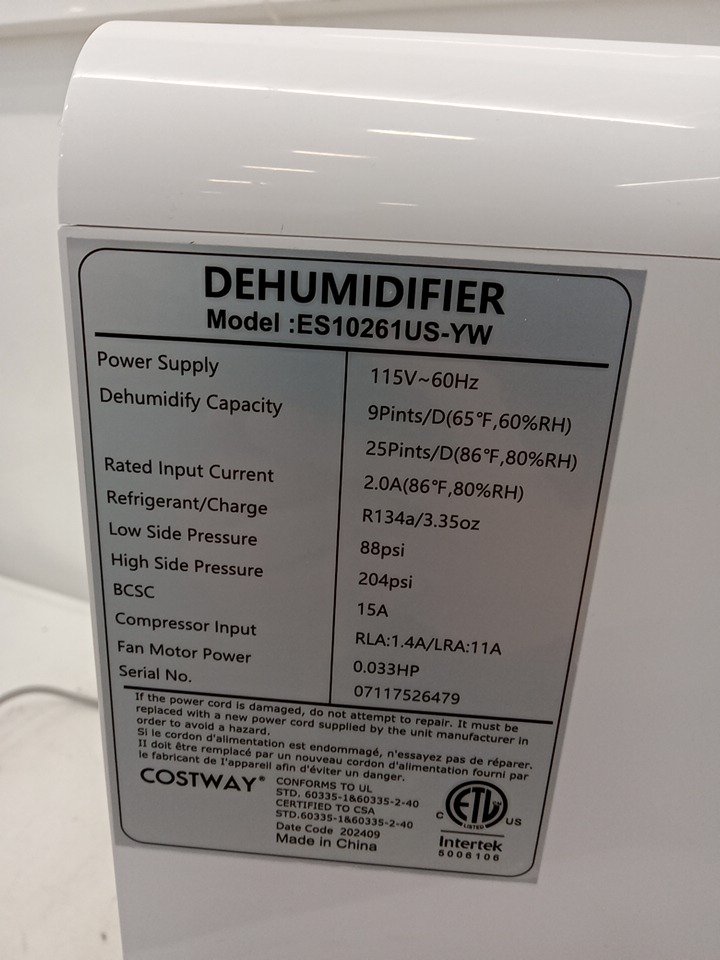 DEHUMIDIFIER
Model :ES10261US-YW
Power Supply 115V~60Hz
Dehumidify Capacity 9Pints/D(65°F,60%RH)
25Pints/D(86°F,80%RH)
Rated Input Current 2.0A(86°F,80%RH)
Refrigerant/Charge R134a/3.35oz
Low Side Pressure 88psi
High Side Pressure 204psi
BCSC 15A
Compressor Input RLA:1.4A/LRA:11A
Fan Motor Power 0.033HP
Serial No. 07117526479
If the power cord is damaged, do not attempt to repair. It must be
replaced with a new power cord supplied by the unit manufacturer in
order to avoid a hazard.
Si le cordon d'alimentation est endommagé, n'essayez pas de réparer.
Il doit être remplacé par un nouveau cordon d'alimentation fourni par
le fabricant de l'appareil afin d'éviter un danger.
COSTWAY®
CONFORMS TO UL
STD. 60335-1&60335-2-40
CERTIFIED TO CSA
STD.60335-1&60335-2-40
Date Code 202409
Made in China
ETL
LISTED
C US
Intertek
5006106